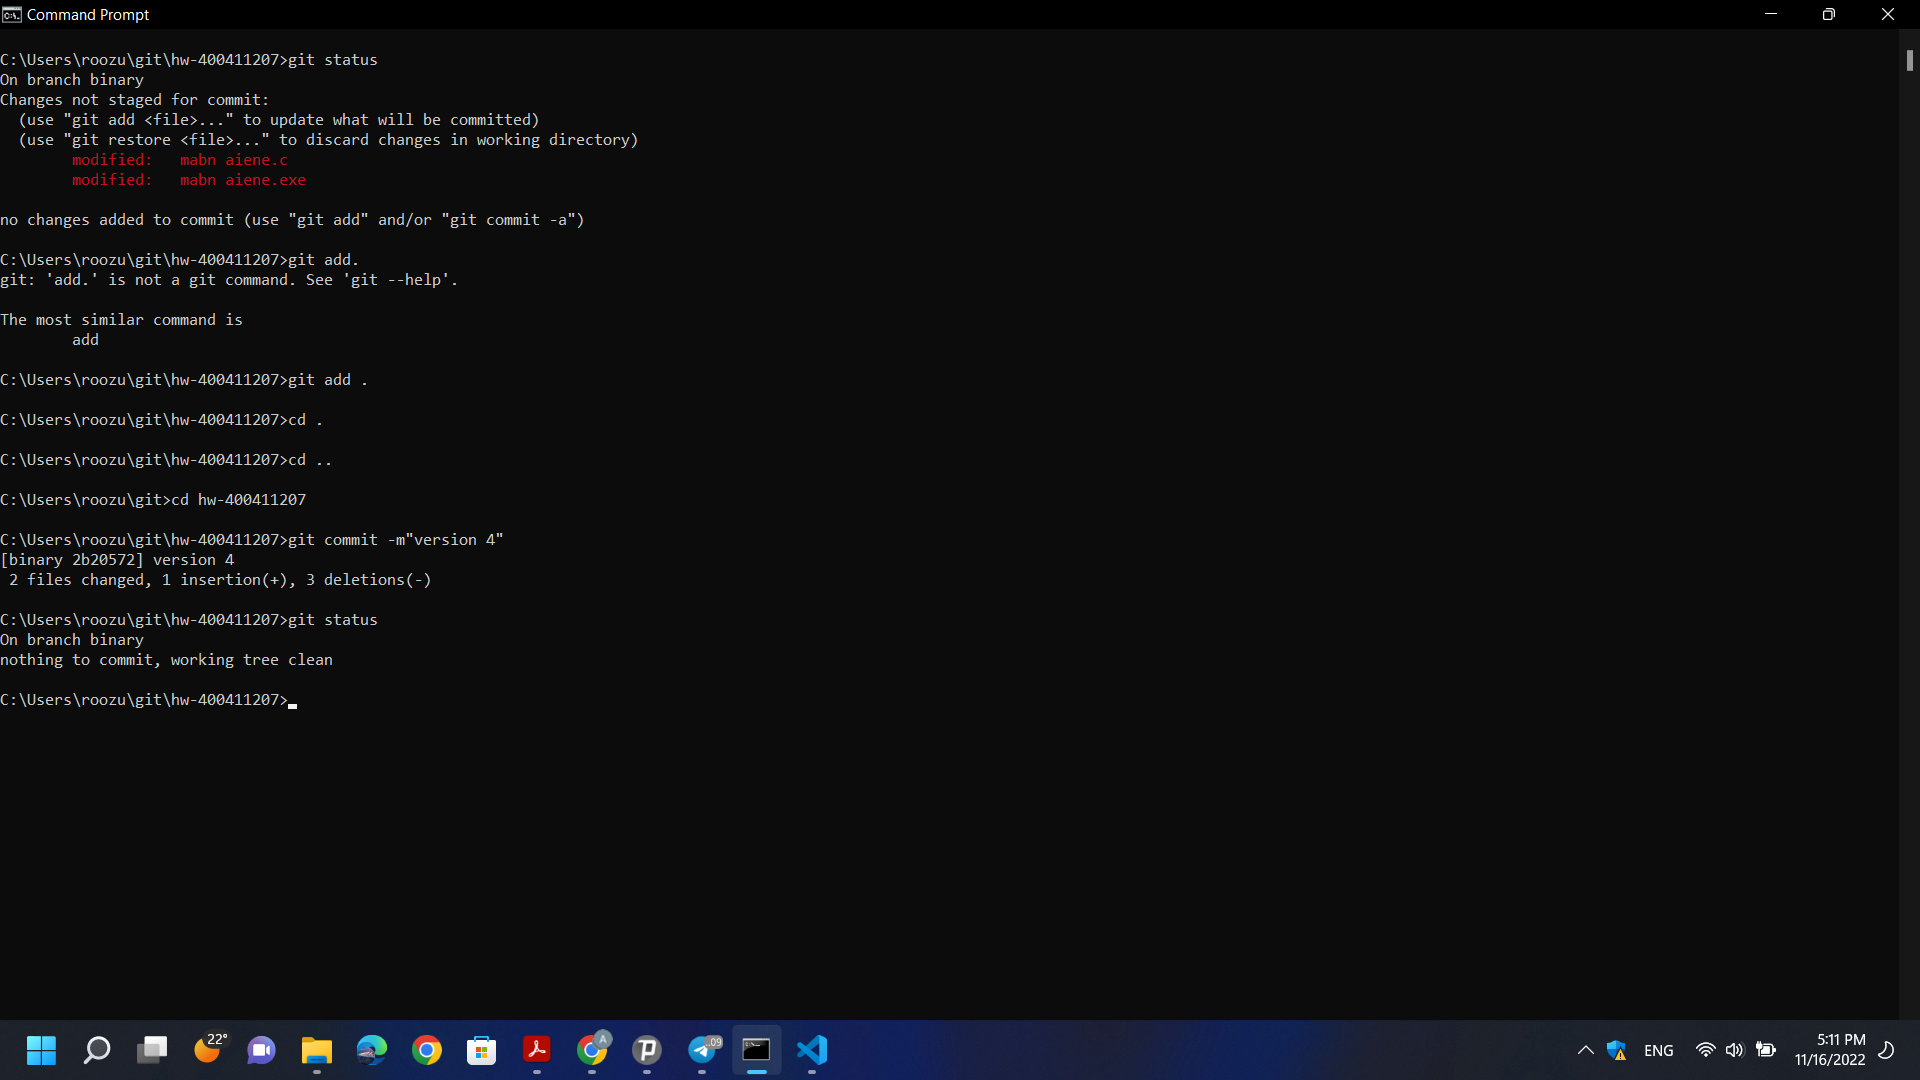 Command Prompt
C:\Users\roozu\git\hw-400411207>git status
On branch binary
Changes not staged for commit:
  (use "git add <file>..." to update what will be committed)
  (use "git restore <file>..." to discard changes in working directory)
        modified:   mabn aiene.c
        modified:   mabn aiene.exe
no changes added to commit (use "git add" and/or "git commit -a")
C:\Users\roozu\git\hw-400411207>git add.
git: 'add.' is not a git command. See 'git --help'.
The most similar command is
        add
C:\Users\roozu\git\hw-400411207>git add .
C:\Users\roozu\git\hw-400411207>cd .
C:\Users\roozu\git\hw-400411207>cd ..
C:\Users\roozu\git>cd hw-400411207
C:\Users\roozu\git\hw-400411207>git commit -m"version 4"
[binary 2b20572] version 4
 2 files changed, 1 insertion(+), 3 deletions(-)
C:\Users\roozu\git\hw-400411207>git status
On branch binary
nothing to commit, working tree clean
C:\Users\roozu\git\hw-400411207>
22°
A
..09
ENG
5:11 PM
11/16/2022